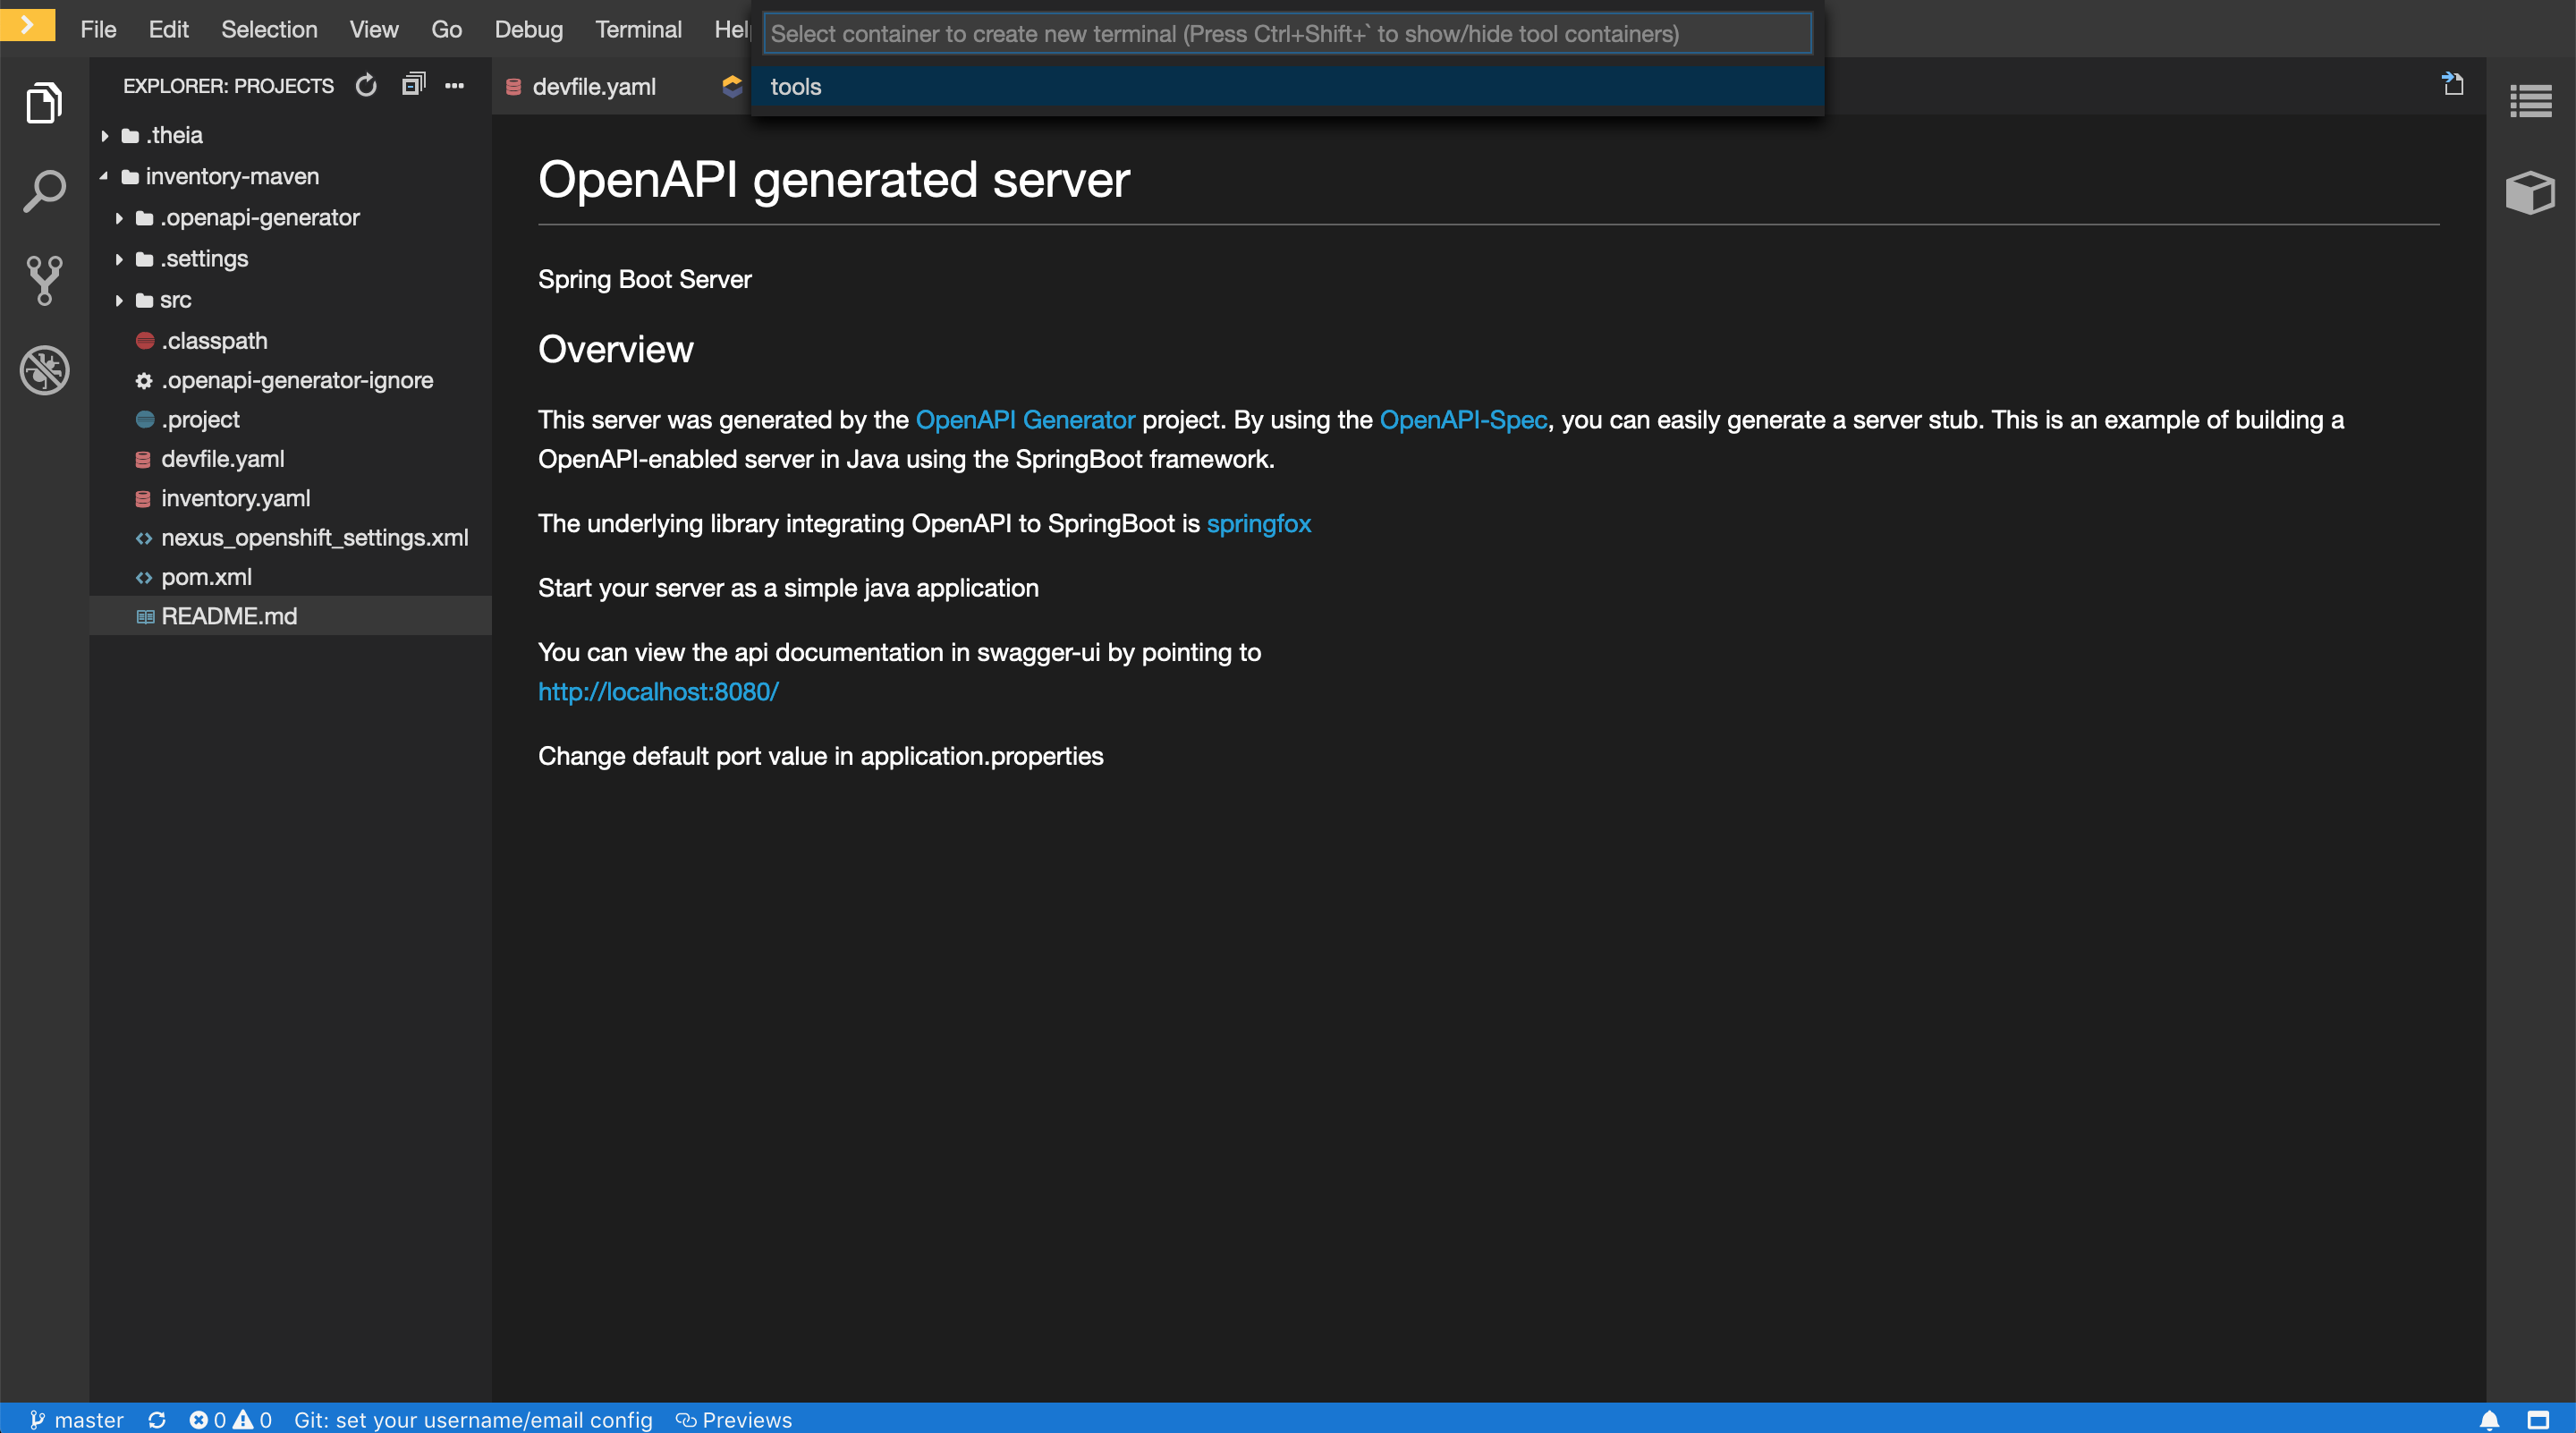 File Edit Selection View Go Debug Terminal Hel
Select container to create new terminal (Press Ctrl+Shift+` to show/hide tool containers)
tools
EXPLORER: PROJECTS
devfile.yaml
.theia
inventory-maven
.openapi-generator
.settings
src
.classpath
.openapi-generator-ignore
.project
devfile.yaml
inventory.yaml
nexus_openshift_settings.xml
pom.xml
README.md
OpenAPI generated server
Spring Boot Server
Overview
This server was generated by the OpenAPI Generator project. By using the OpenAPI-Spec, you can easily generate a server stub. This is an example of building a
OpenAPI-enabled server in Java using the SpringBoot framework.
The underlying library integrating OpenAPI to SpringBoot is springfox
Start your server as a simple java application
You can view the api documentation in swagger-ui by pointing to
http://localhost:8080/
Change default port value in application.properties
master 0 0 Git: set your username/email config Previews